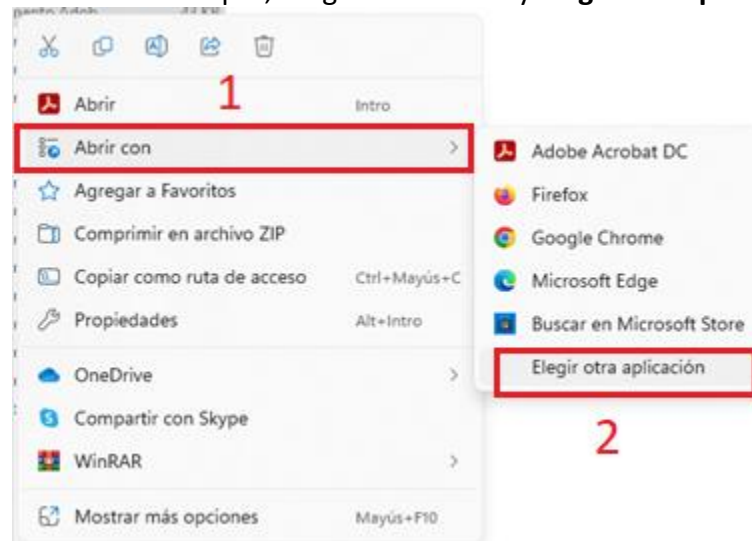 1
Abrir Intro
Abrir con
Agregar a Favoritos
Comprimir en archivo ZIP
Copiar como ruta de acceso Ctrl+Mayús+C
Propiedades Alt+Intro
OneDrive
Compartir con Skype
WinRAR
Mostrar más opciones Mayús+F10
Adobe Acrobat DC
Firefox
Google Chrome
Microsoft Edge
Buscar en Microsoft Store
Elegir otra aplicación
2